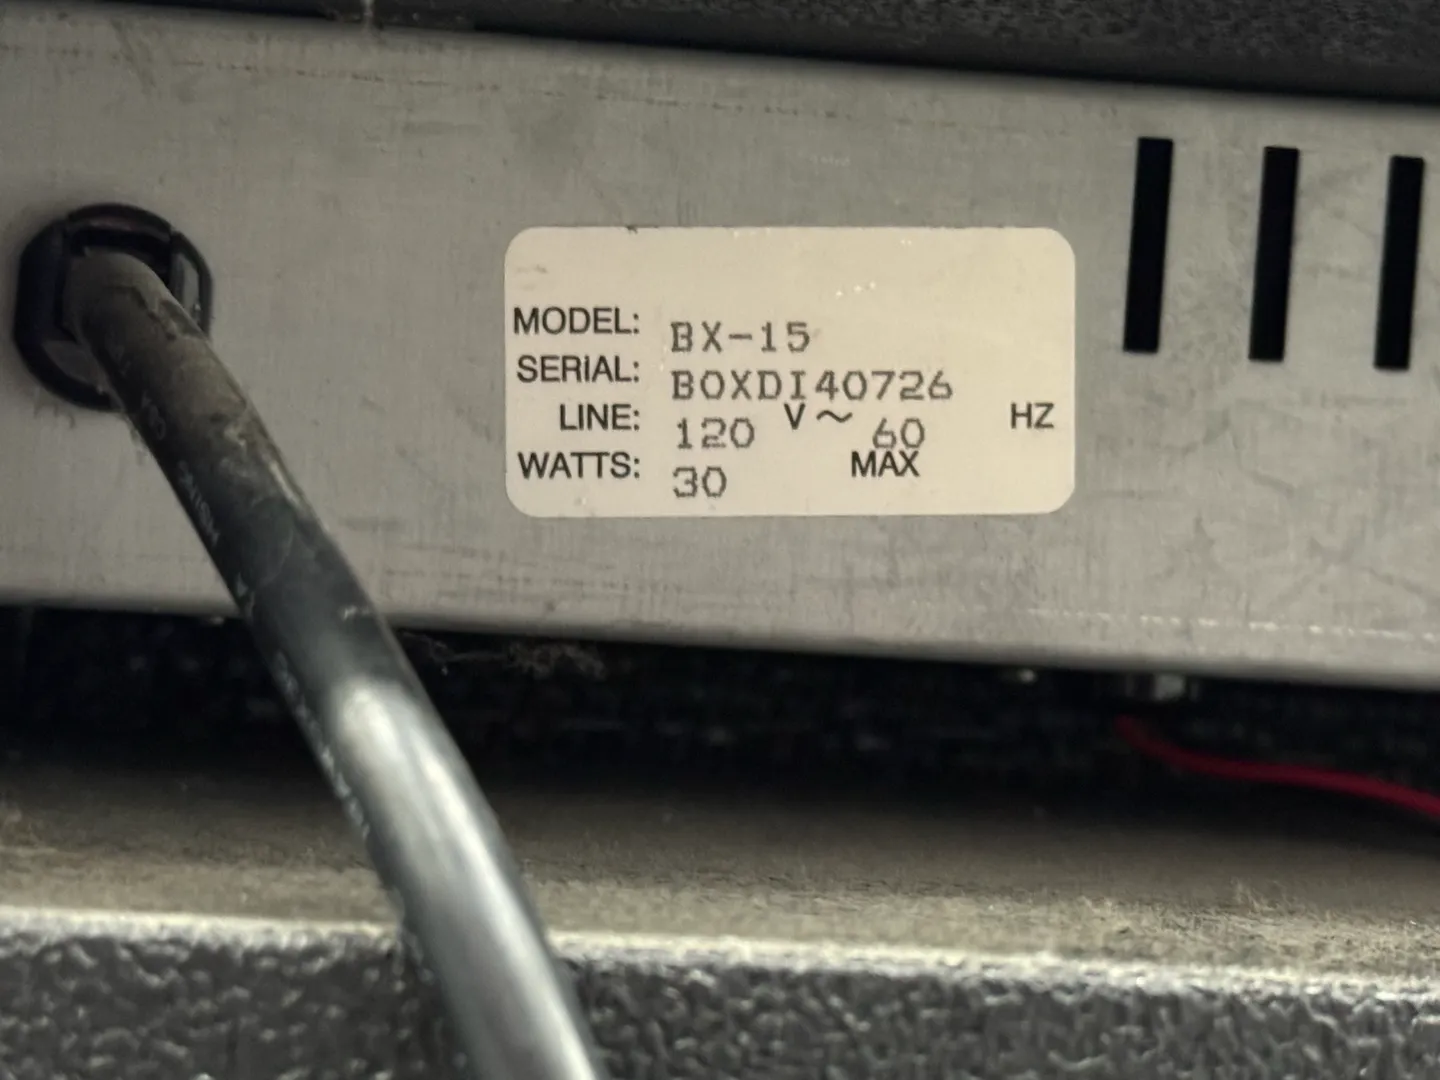 MODEL: BX-15
SERIAL: BOXDI40726
LINE: 120 V~ 60 HZ
WATTS: 30 MAX